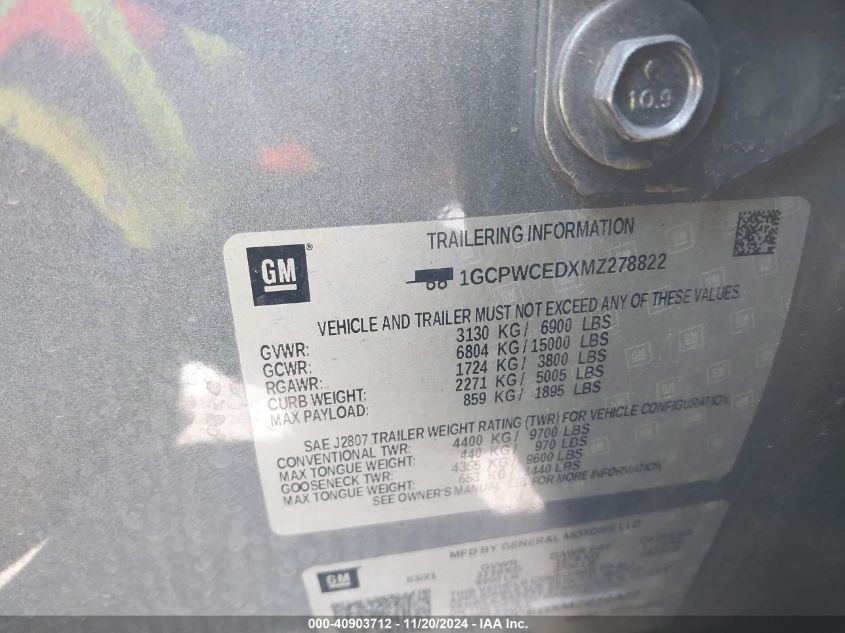 10.9
GM ®
TRAILERING INFORMATION
1GCPWCEDXMZ278822
VEHICLE AND TRAILER MUST NOT EXCEED ANY OF THESE VALUES
GVWR: 3130 KG / 6900 LBS
GCWR: 6804 KG / 15000 LBS
RGAWR: 1724 KG / 3800 LBS
CURB WEIGHT: 2271 KG / 5005 LBS
MAX PAYLOAD: 859 KG / 1895 LBS
SAE J2807 TRAILER WEIGHT RATING (TWR) FOR VEHICLE CONFIGURATION
CONVENTIONAL TWR: 4400 KG / 9700 LBS
MAX TONGUE WEIGHT: 440 KG / 970 LBS
GOOSENECK TWR: 4355 KG / 9600 LBS
MAX TONGUE WEIGHT: 653 KG / 1440 LBS
SEE OWNER'S MANUAL FOR MORE INFORMATION
GM
MFD BY GENERAL MOTORS LLC
03/21 GVWR
000-40903712 - 11/20/2024 - IAA Inc.